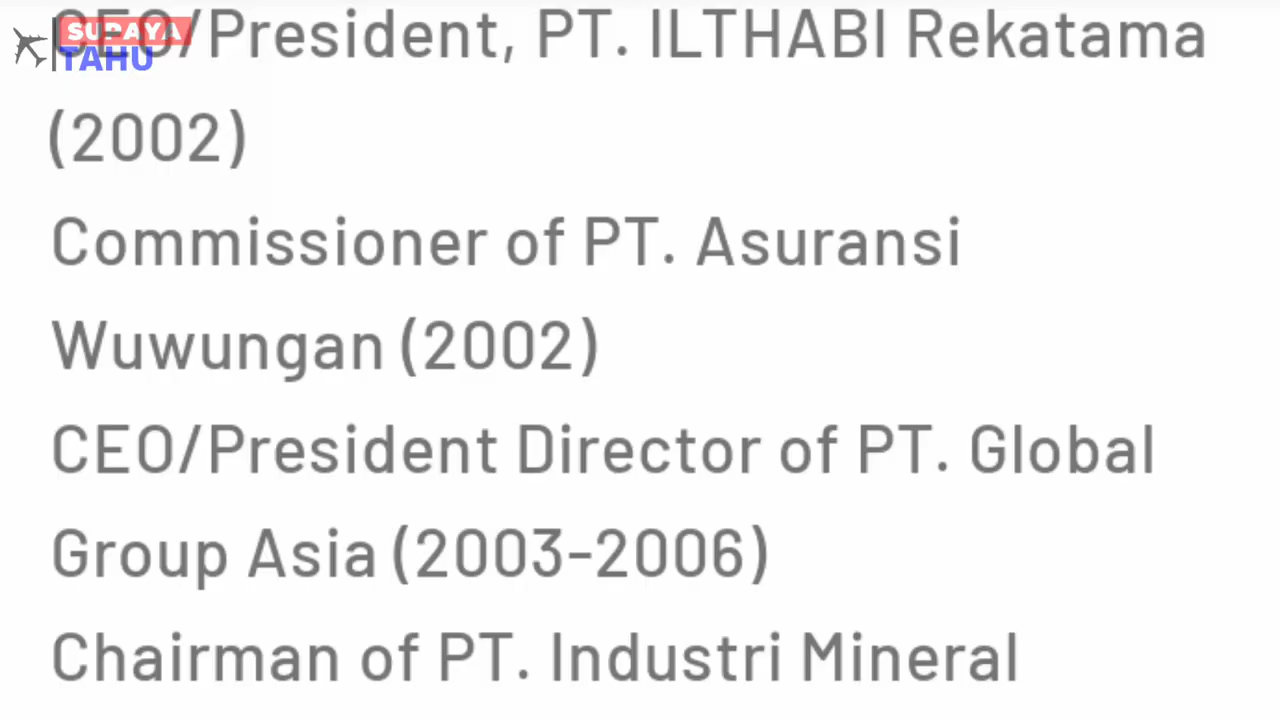 SUPAYA
TAHU
CEO/President, PT. ILTHABI Rekatama
(2002)
Commissioner of PT. Asuransi
Wuwungan (2002)
CEO/President Director of PT. Global
Group Asia (2003-2006)
Chairman of PT. Industri Mineral